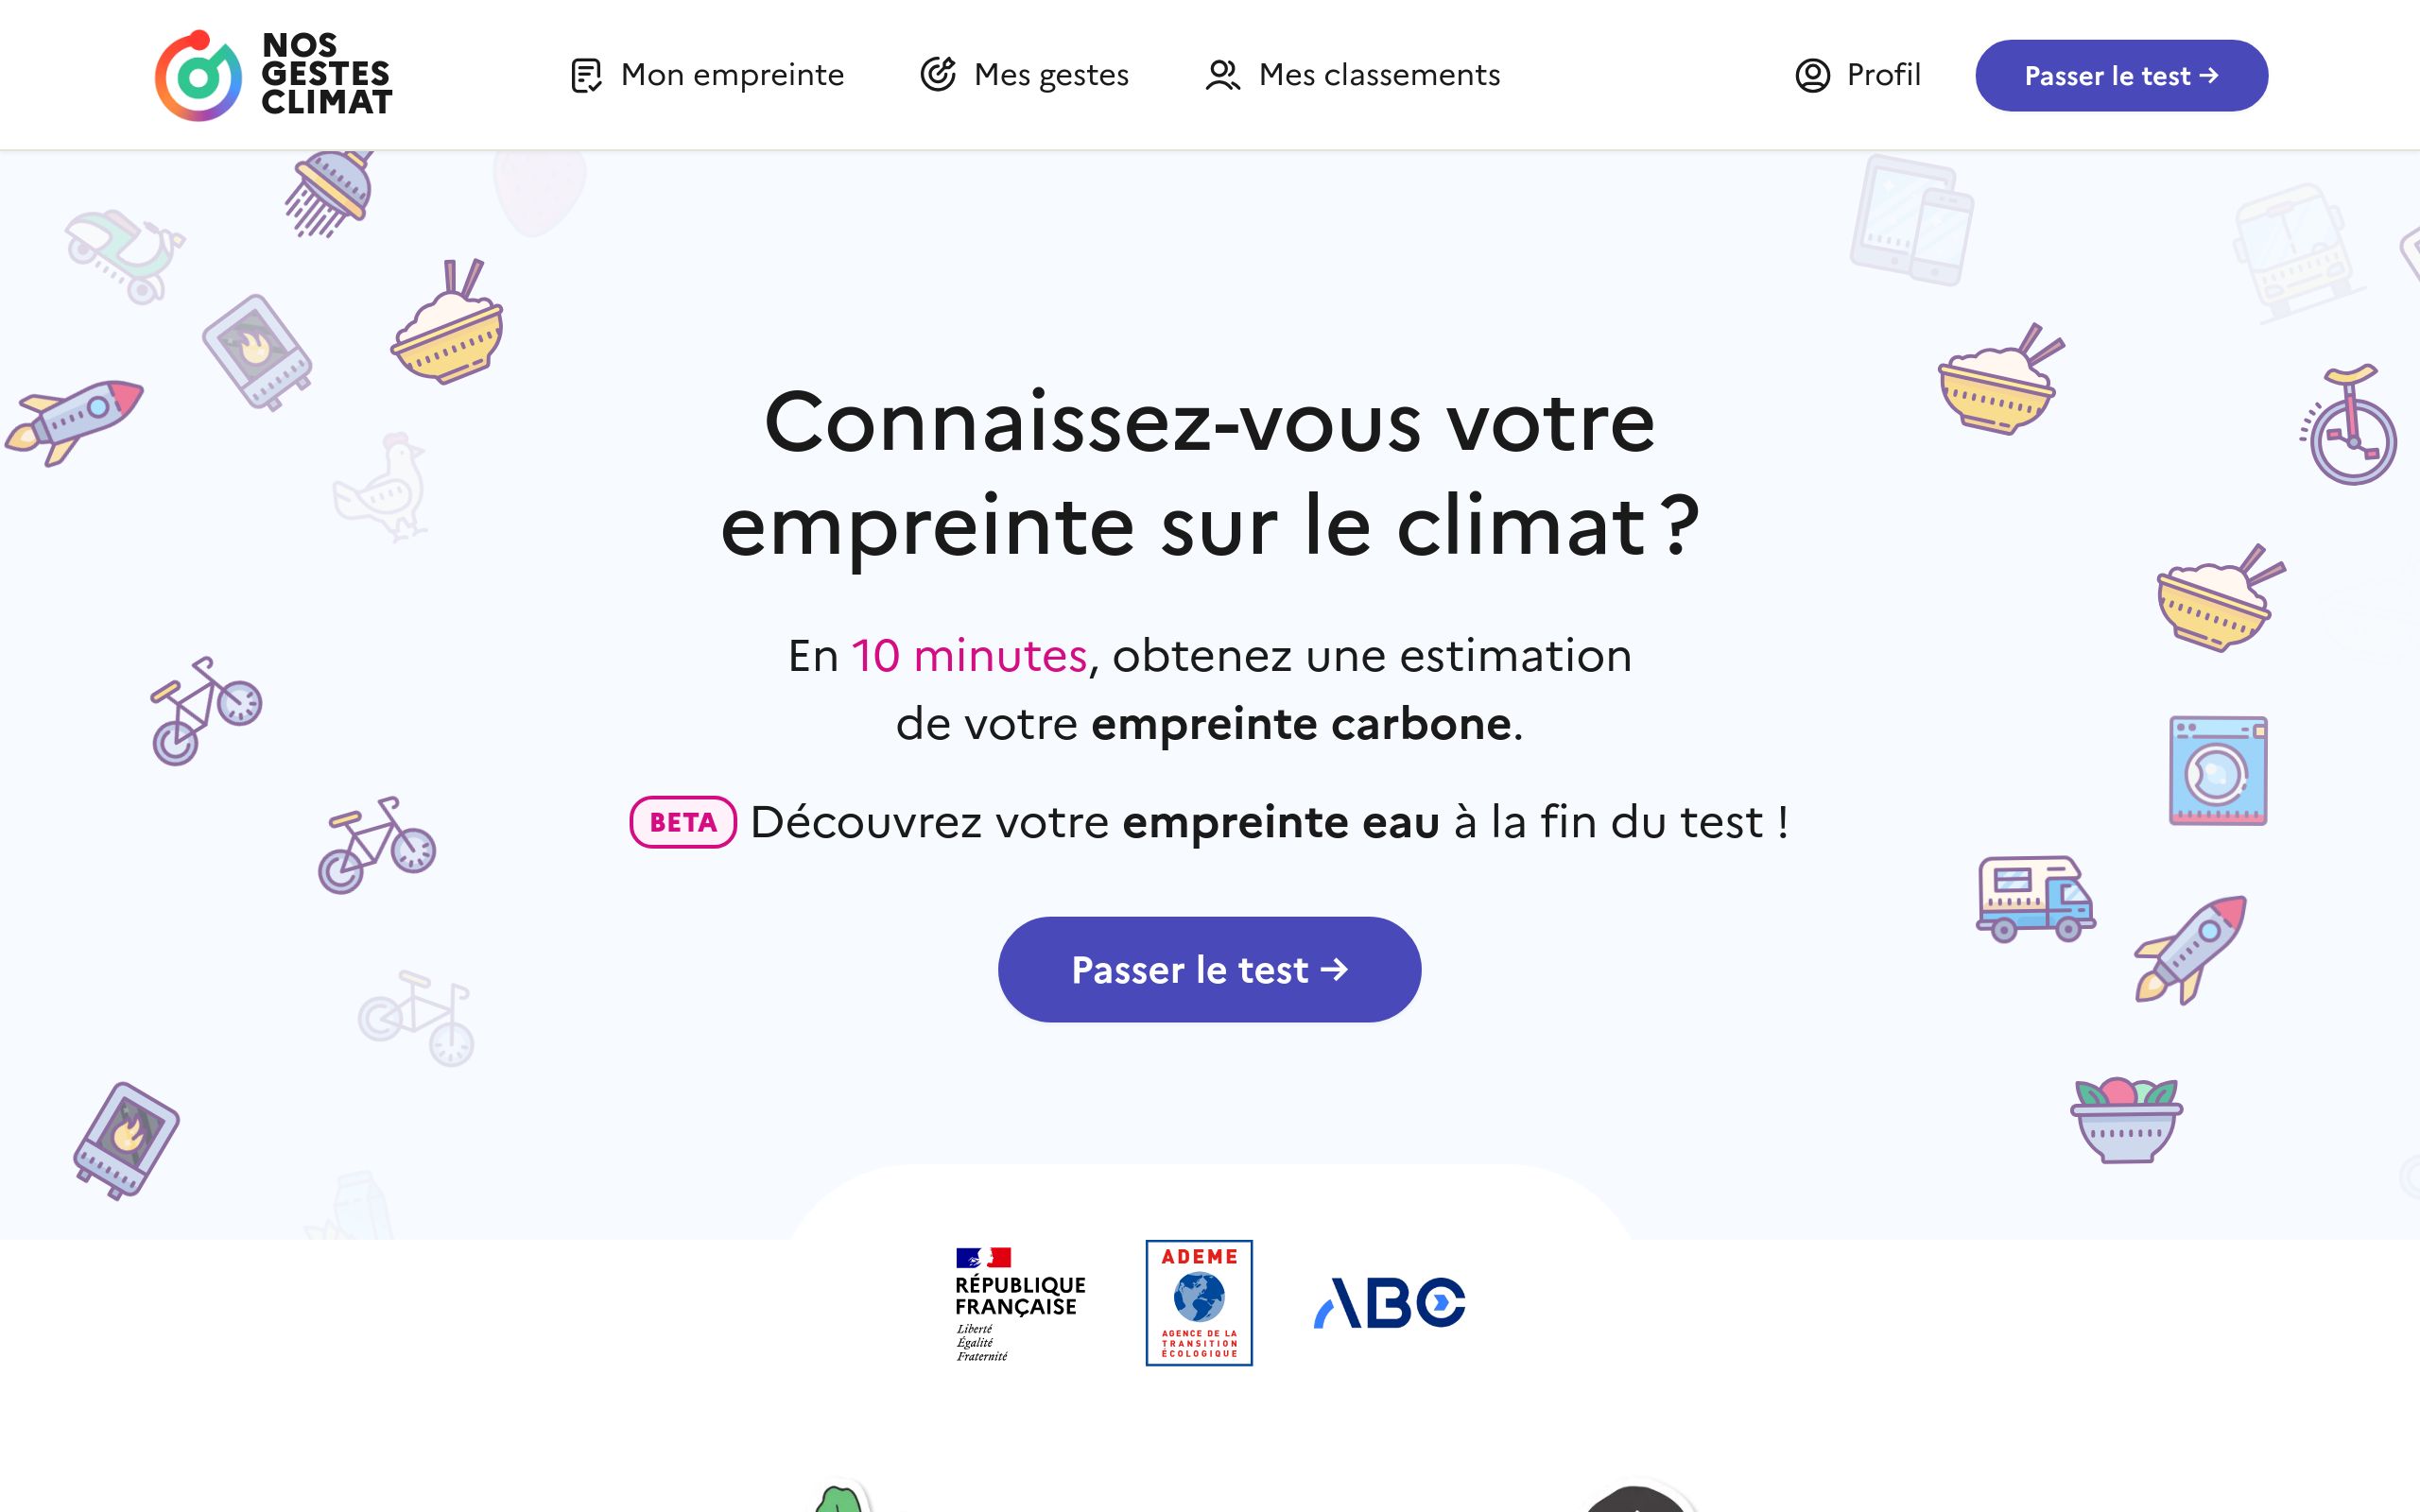 NOS
GESTES
CLIMAT
Mon empreinte
Mes gestes
Mes classements
Profil
Passer le test →
Connaissez-vous votre
empreinte sur le climat ?
En 10 minutes, obtenez une estimation
de votre empreinte carbone.
BETA Découvrez votre empreinte eau à la fin du test !
Passer le test →
RÉPUBLIQUE
FRANÇAISE
Liberté
Égalité
Fraternité
ADEME
AGENCE DE LA
TRANSITION
ÉCOLOGIQUE
ABC